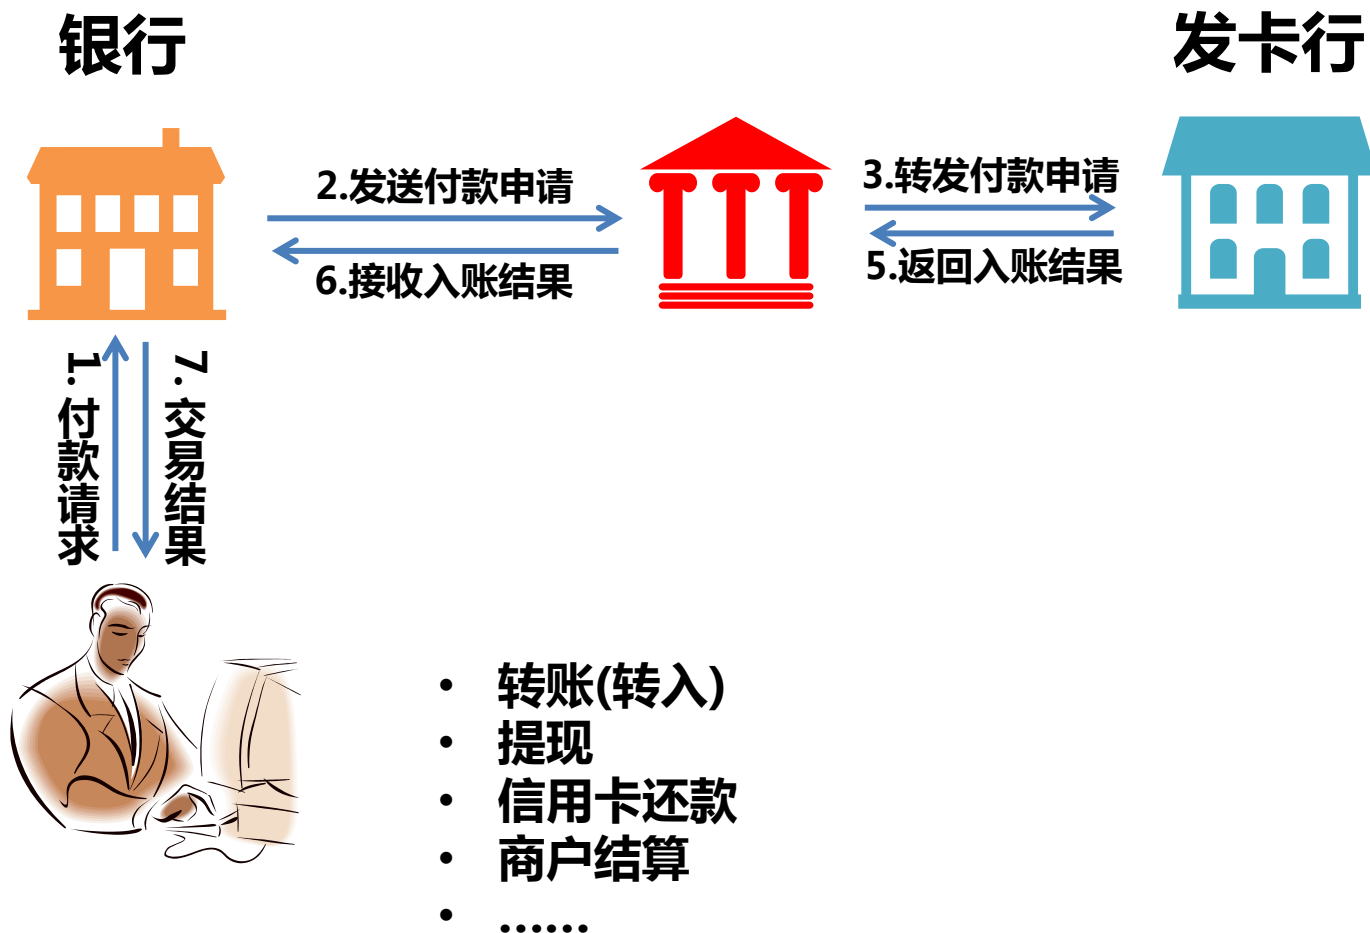 银行
发卡行
2.发送付款申请
3.转发付款申请
6.接收入账结果
5.返回入账结果
1.付款请求
7.交易结果
• 转账(转入)
• 提现
• 信用卡还款
• 商户结算
• ……